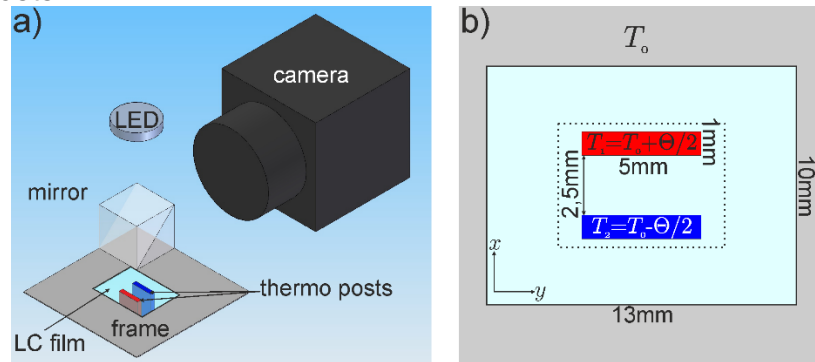 a)
camera
LED
mirror
thermo posts
LC film
frame
b)
T₀
T₁=T₀+Θ/2
1mm
5mm
2,5mm
10mm
T₂=T₀-Θ/2
x
y
13mm